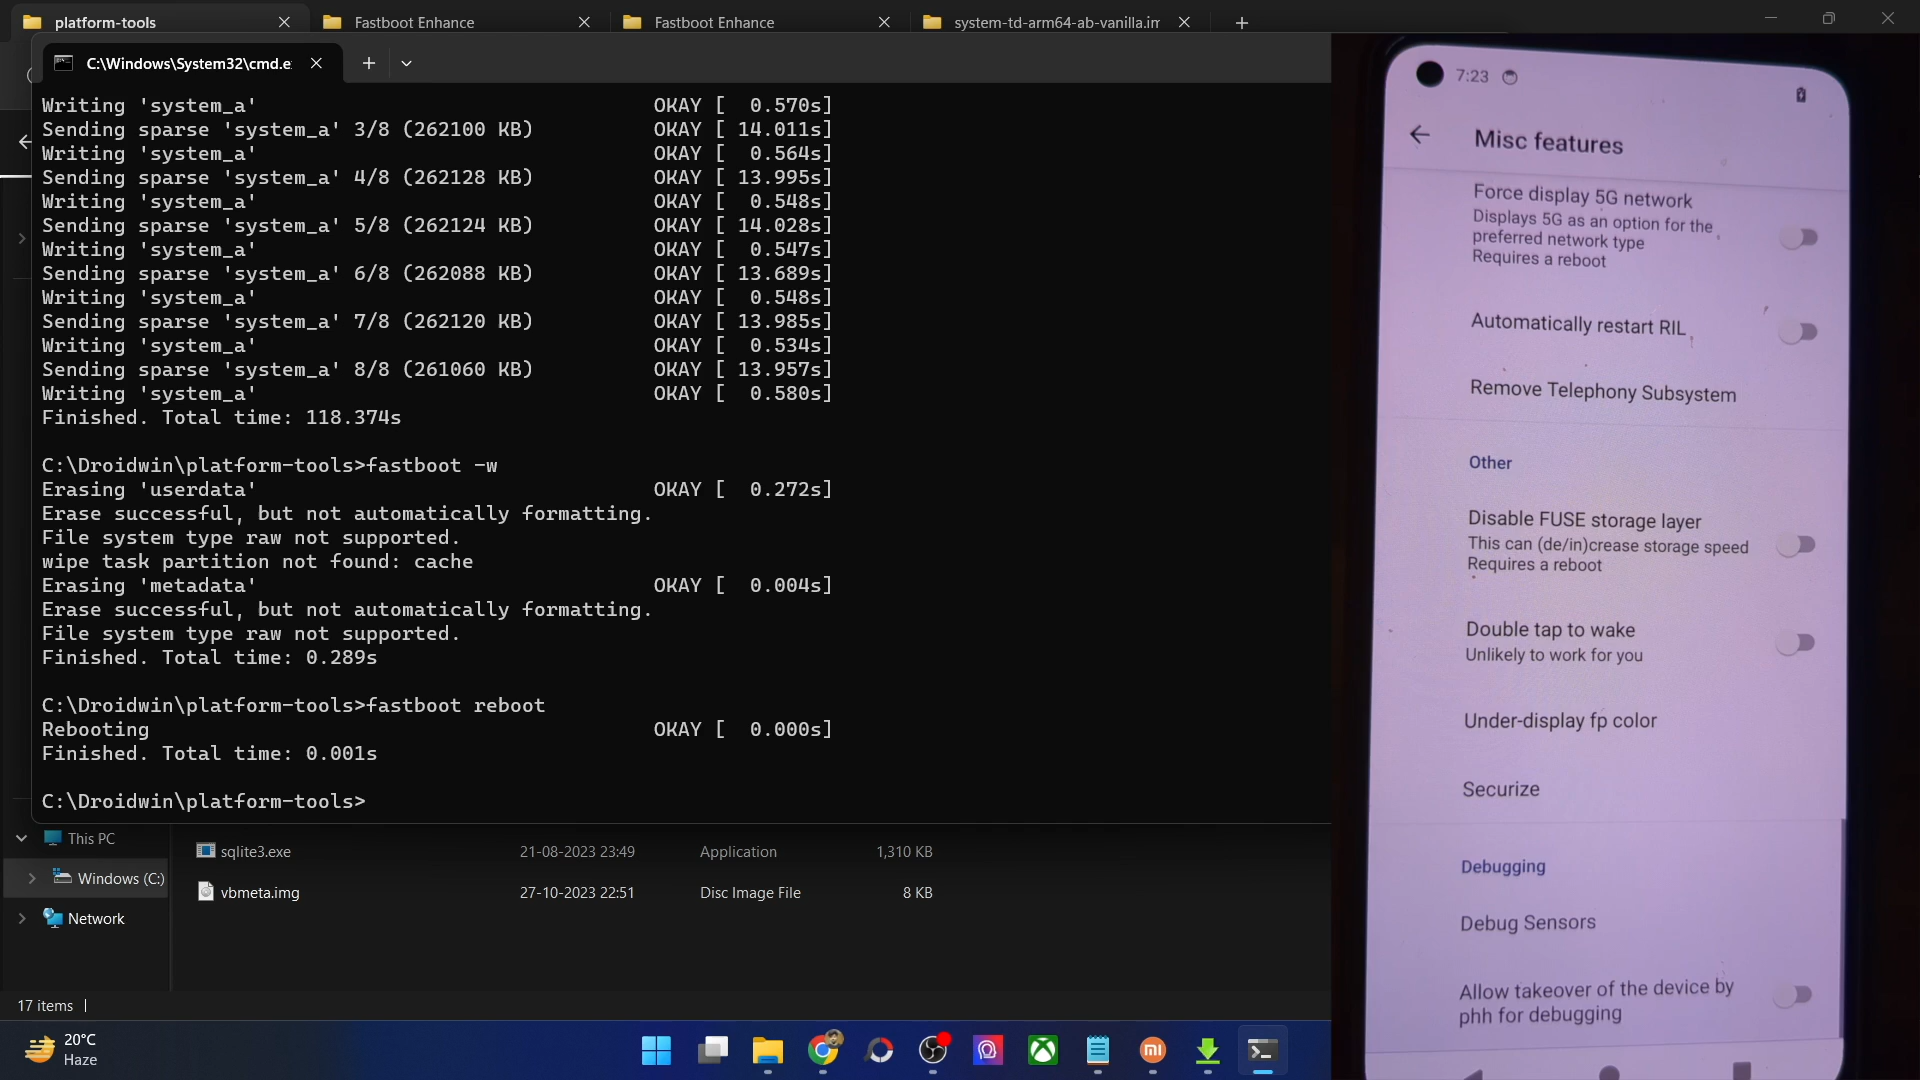 platform-tools
Fastboot Enhance
Fastboot Enhance
system-td-arm64-ab-vanilla.im
C:\Windows\System32\cmd.e
Writing 'system_a' OKAY [ 0.570s]
Sending sparse 'system_a' 3/8 (262100 KB) OKAY [ 14.011s]
Writing 'system_a' OKAY [ 0.564s]
Sending sparse 'system_a' 4/8 (262128 KB) OKAY [ 13.995s]
Writing 'system_a' OKAY [ 0.548s]
Sending sparse 'system_a' 5/8 (262124 KB) OKAY [ 14.028s]
Writing 'system_a' OKAY [ 0.547s]
Sending sparse 'system_a' 6/8 (262088 KB) OKAY [ 13.689s]
Writing 'system_a' OKAY [ 0.548s]
Sending sparse 'system_a' 7/8 (262120 KB) OKAY [ 13.985s]
Writing 'system_a' OKAY [ 0.534s]
Sending sparse 'system_a' 8/8 (261060 KB) OKAY [ 13.957s]
Writing 'system_a' OKAY [ 0.580s]
Finished. Total time: 118.374s
C:\Droidwin\platform-tools>fastboot -w
Erasing 'userdata' OKAY [ 0.272s]
Erase successful, but not automatically formatting.
File system type raw not supported.
wipe task partition not found: cache
Erasing 'metadata' OKAY [ 0.004s]
Erase successful, but not automatically formatting.
File system type raw not supported.
Finished. Total time: 0.289s
C:\Droidwin\platform-tools>fastboot reboot
Rebooting OKAY [ 0.000s]
Finished. Total time: 0.001s
C:\Droidwin\platform-tools>
This PC
Windows (C:)
Network
sqlite3.exe 21-08-2023 23:49 Application 1,310 KB
vbmeta.img 27-10-2023 22:51 Disc Image File 8 KB
17 items
20°C
Haze
7:23
Misc features
Force display 5G network
Displays 5G as an option for the
preferred network type
Requires a reboot
Automatically restart RIL
Remove Telephony Subsystem
Other
Disable FUSE storage layer
This can (de/in)crease storage speed
Requires a reboot
Double tap to wake
Unlikely to work for you
Under-display fp color
Securize
Debugging
Debug Sensors
Allow takeover of the device by
phh for debugging